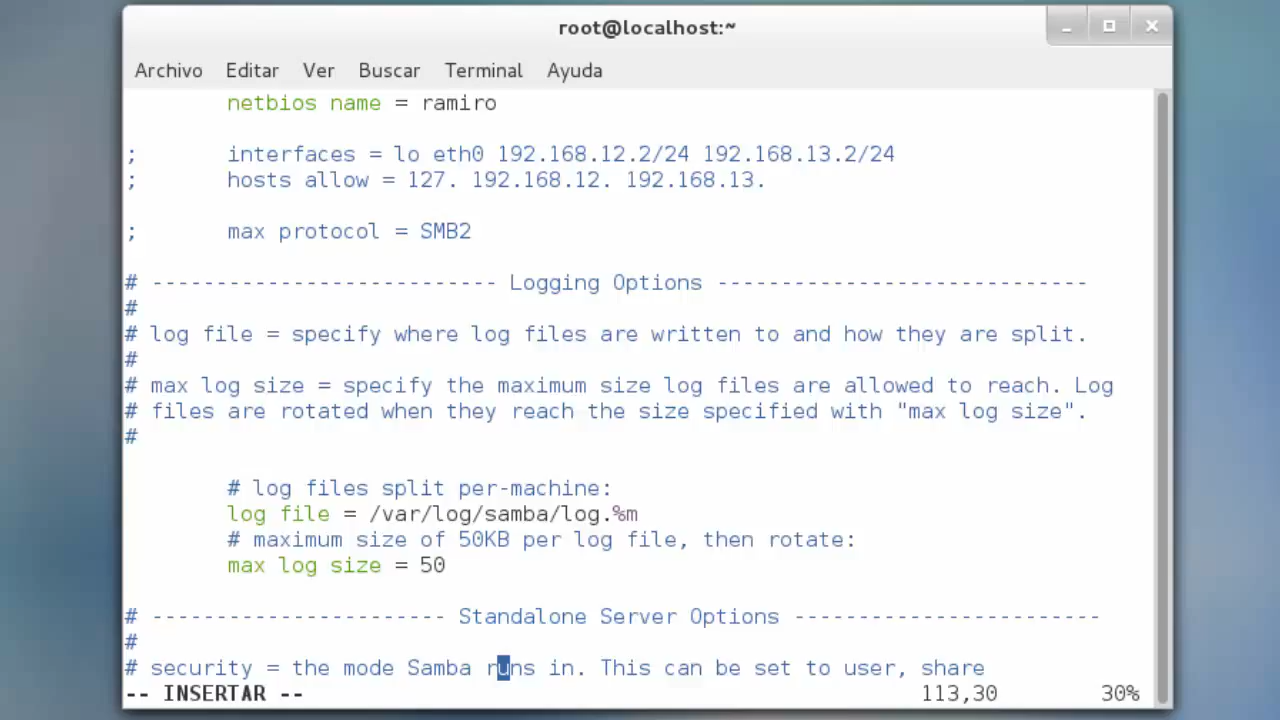 root@localhost:~
Archivo Editar Ver Buscar Terminal Ayuda
netbios name = ramiro
; interfaces = lo eth0 192.168.12.2/24 192.168.13.2/24
; hosts allow = 127. 192.168.12. 192.168.13.
; max protocol = SMB2
# --------------------------- Logging Options -----------------------------
#
# log file = specify where log files are written to and how they are split.
#
# max log size = specify the maximum size log files are allowed to reach. Log
# files are rotated when they reach the size specified with "max log size".
#
# log files split per-machine:
log file = /var/log/samba/log.%m
# maximum size of 50KB per log file, then rotate:
max log size = 50
# ----------------------- Standalone Server Options ------------------------
#
# security = the mode Samba runs in. This can be set to user, share
-- INSERTAR -- 113,30 30%